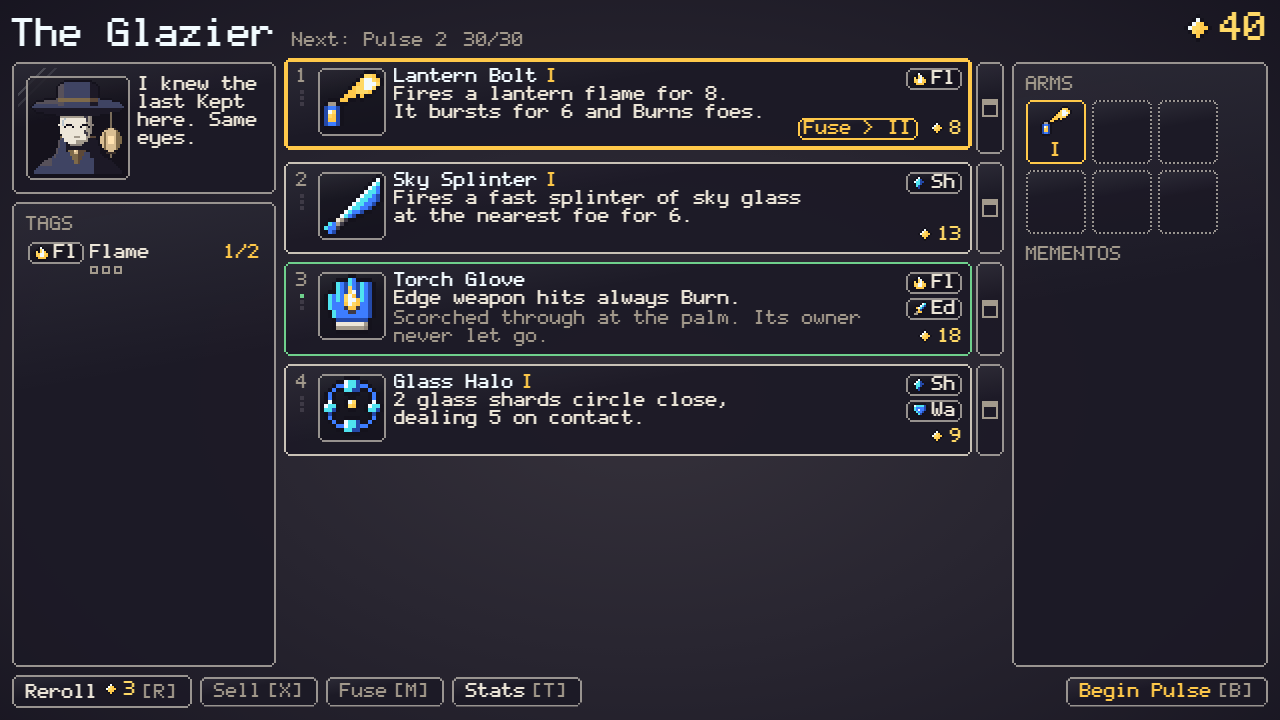 The Glazier
Next: Pulse 2 30/30
40
I knew the
last Kept
here. Same
eyes.
TAGS
Fl Flame 1/2
1
Lantern Bolt I
Fl
Fires a lantern flame for 8.
It bursts for 6 and Burns foes.
Fuse > II
8
2
Sky Splinter I
Sh
Fires a fast splinter of sky glass
at the nearest foe for 6.
13
3
Torch Glove
Fl
Edge weapon hits always Burn.
Ed
Scorched through at the palm. Its owner
never let go.
18
4
Glass Halo I
Sh
2 glass shards circle close,
Wa
dealing 5 on contact.
9
ARMS
I
MEMENTOS
Reroll 3 [R]
Sell [X]
Fuse [M]
Stats [T]
Begin Pulse [B]